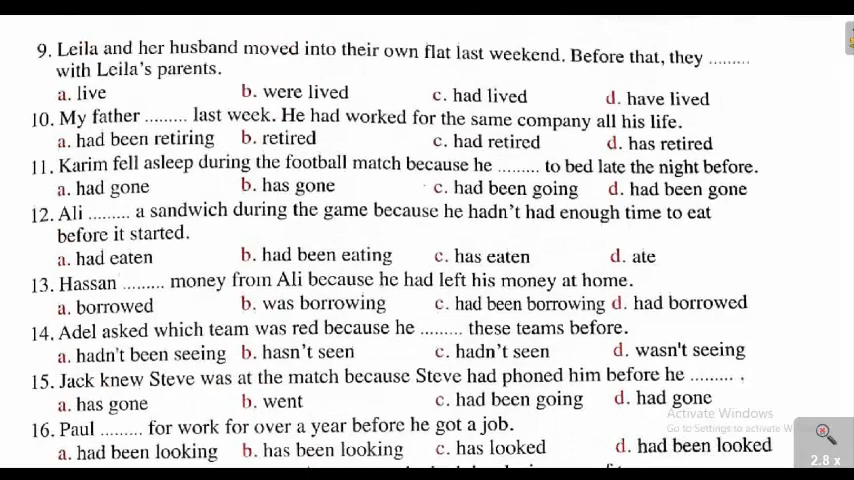 9. Leila and her husband moved into their own flat last weekend. Before that, they .........
with Leila's parents.
a. live b. were lived c. had lived d. have lived
10. My father ......... last week. He had worked for the same company all his life.
a. had been retiring b. retired c. had retired d. has retired
11. Karim fell asleep during the football match because he ......... to bed late the night before.
a. had gone b. has gone c. had been going d. had been gone
12. Ali ......... a sandwich during the game because he hadn't had enough time to eat
before it started.
a. had eaten b. had been eating c. has eaten d. ate
13. Hassan ......... money from Ali because he had left his money at home.
a. borrowed b. was borrowing c. had been borrowing d. had borrowed
14. Adel asked which team was red because he ......... these teams before.
a. hadn't been seeing b. hasn't seen c. hadn't seen d. wasn't seeing
15. Jack knew Steve was at the match because Steve had phoned him before he ......... .
a. has gone b. went c. had been going d. had gone
Activate Windows
Go to Settings to activate
16. Paul ......... for work for over a year before he got a job.
a. had been looking b. has been looking c. has looked d. had been looked
2.8 x